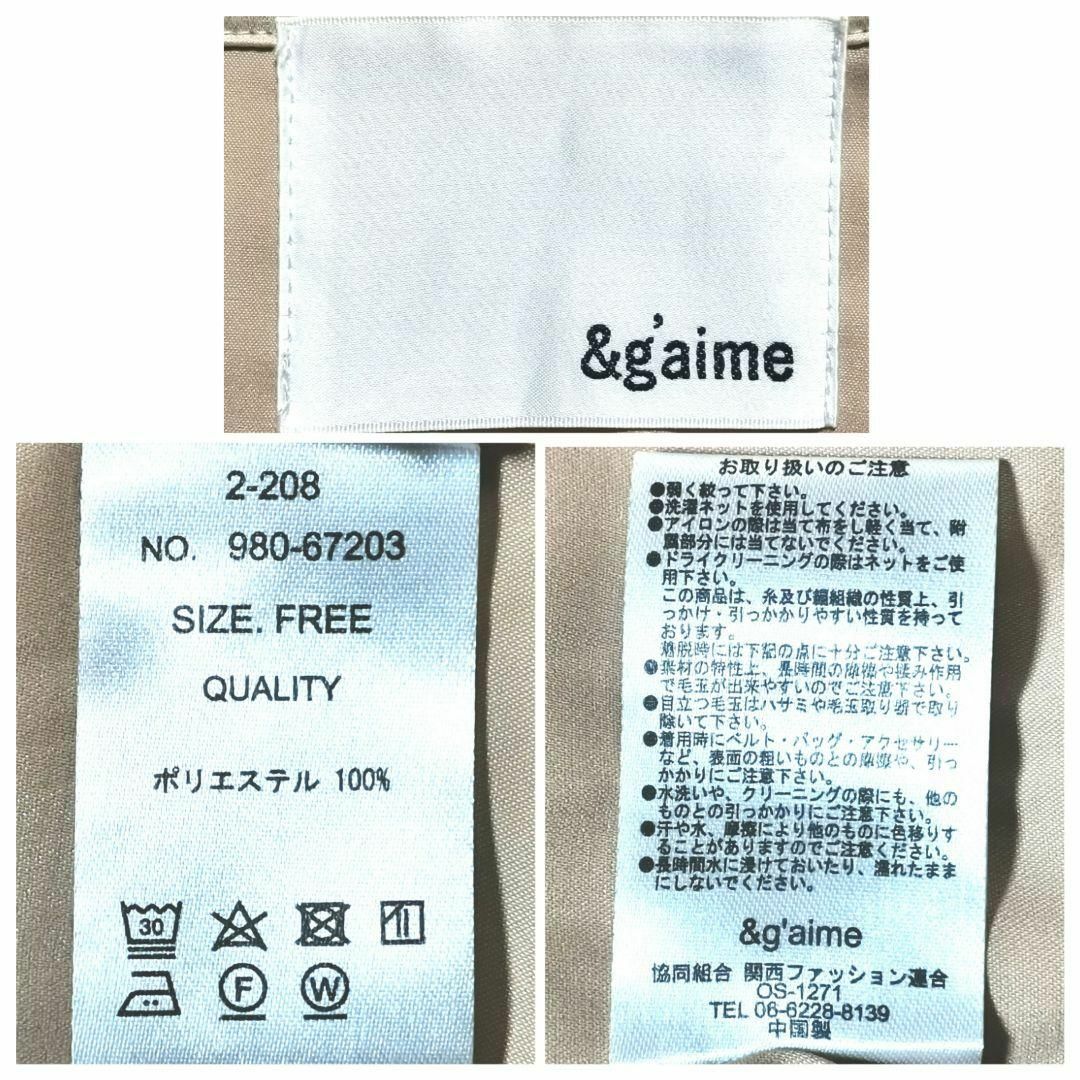 &g'aime
2-208
NO. 980-67203
SIZE. FREE
QUALITY
ポリエステル 100%
30
F
W
お取り扱いのご注意
●弱く絞って下さい。
●洗濯ネットを使用してください。
●アイロンの際は当て布をし軽く当て、附
属部分には当てないでください。
●ドライクリーニングの際はネットをご使
用下さい。
この商品は、糸及び編組織の性質上、引
っかけ・引っかかりやすい性質を持って
おります。
着脱時には下記の点に十分ご注意下さい。
●素材の特性上、長時間の摩擦や揉み作用
で毛玉が出来やすいのでご注意下さい。
●目立つ毛玉はハサミや毛玉取り器で取り
除いて下さい。
●着用時にベルト・バッグ・アクセサリー
など、表面の粗いものとの摩擦や、引っ
かかりにご注意下さい。
●水洗いや、クリーニングの際にも、他の
ものとの引っかかりにご注意下さい。
●汗や水、摩擦により他のものに色移りす
ることがありますのでご注意ください。
●長時間水に浸けておいたり、濡れたまま
にしないでください。
&g'aime
協同組合 関西ファッション連合
OS-1271
TEL 06-6228-8139
中国製